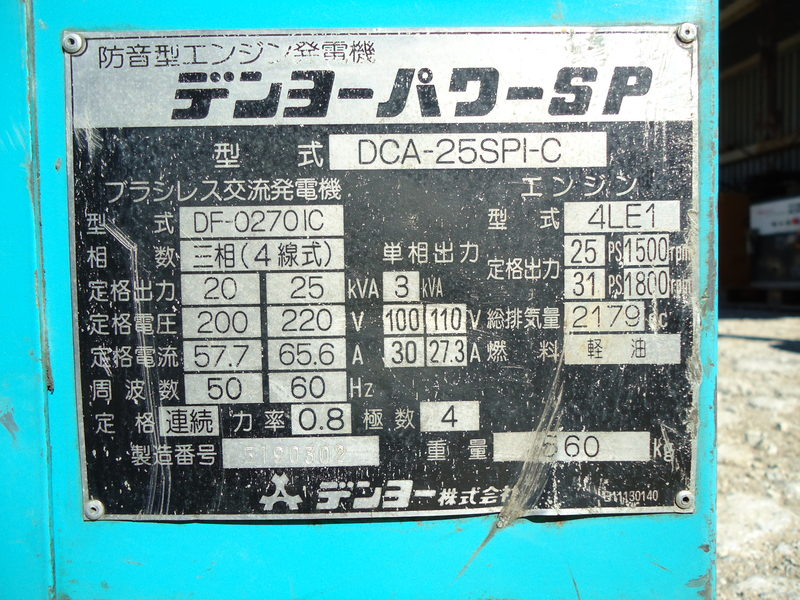 防音型エンジン発電機
デンヨーパワーSP
型式 DCA-25SPI-C
ブラシレス交流発電機 エンジン
型式 DF-0270IC 型式 4LE1
相数 三相(4線式) 単相出力 定格出力 25 PS 1500 rpm
31 PS 1800 rpm
定格出力 20 25 kVA 3 kVA
定格電圧 200 220 V 100 110 V 総排気量 2179 cc
定格電流 57.7 65.6 A 30 27.3 A 燃料 軽油
周波数 50 60 Hz
定格 連続 力率 0.8 極数 4
製造番号 重量 560 kg
デンヨー株式会社